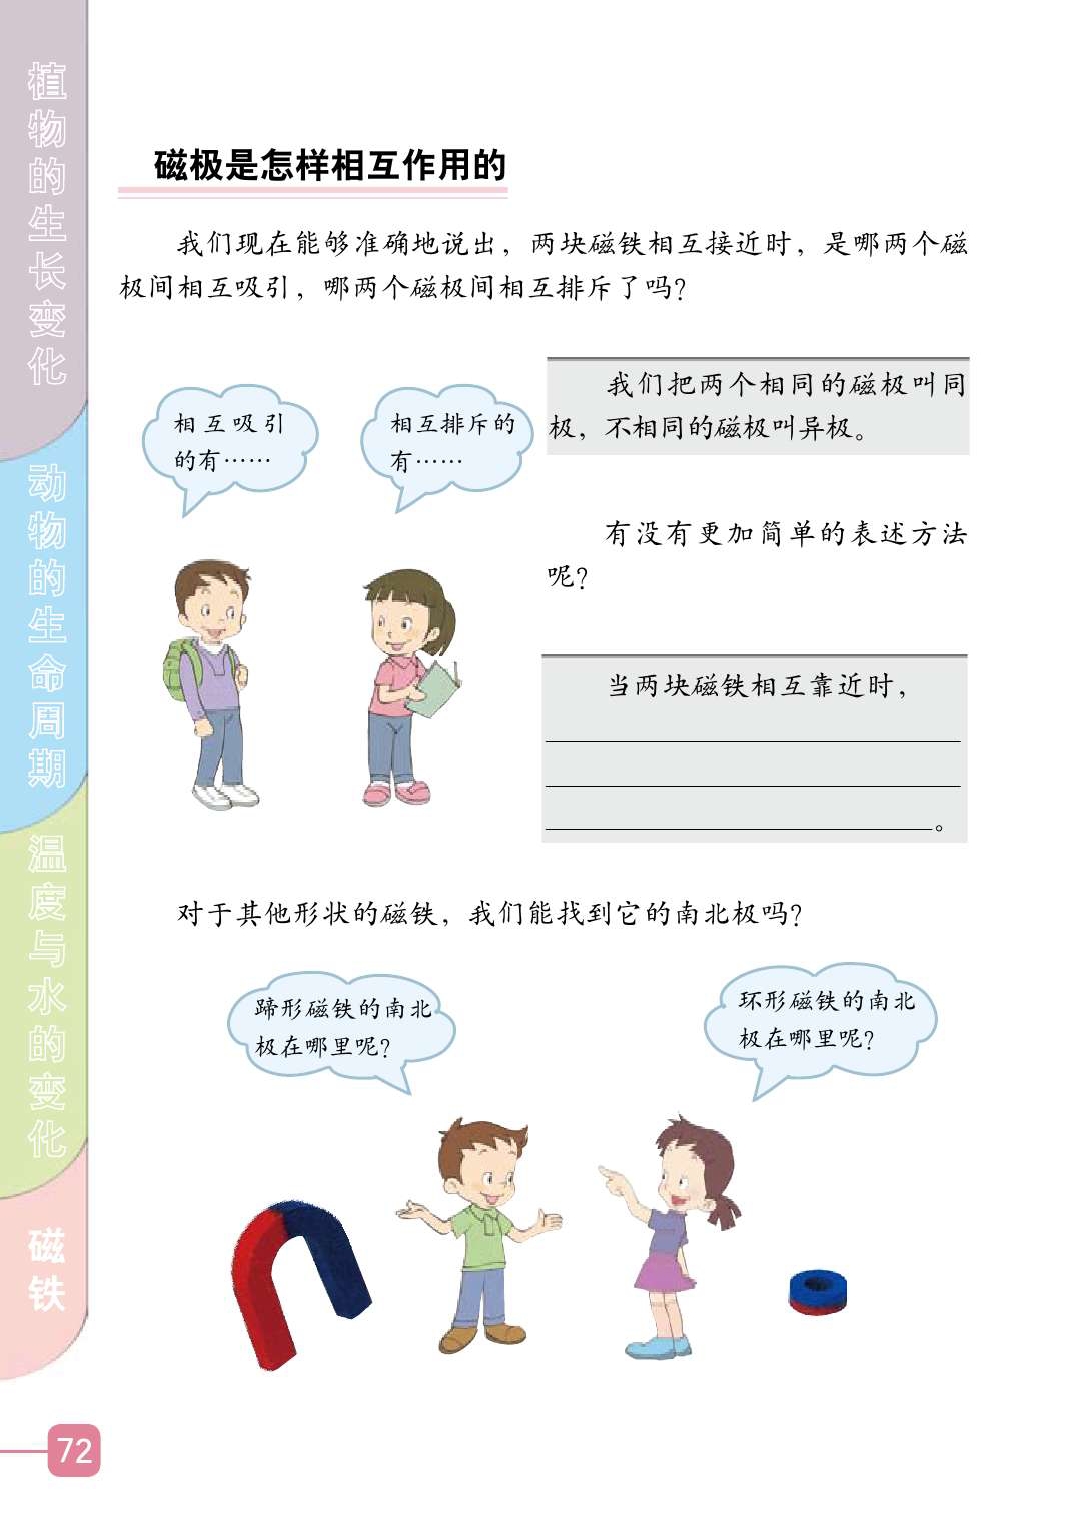 植物的生长变化
动物的生命周期
温度与水的变化
磁铁
磁极是怎样相互作用的
我们现在能够准确地说出，两块磁铁相互接近时，是哪两个磁
极间相互吸引，哪两个磁极间相互排斥了吗？
相互吸引
的有……
相互排斥的
有……
我们把两个相同的磁极叫同
极，不相同的磁极叫异极。
有没有更加简单的表述方法
呢？
当两块磁铁相互靠近时，
。
对于其他形状的磁铁，我们能找到它的南北极吗？
蹄形磁铁的南北
极在哪里呢？
环形磁铁的南北
极在哪里呢？
72